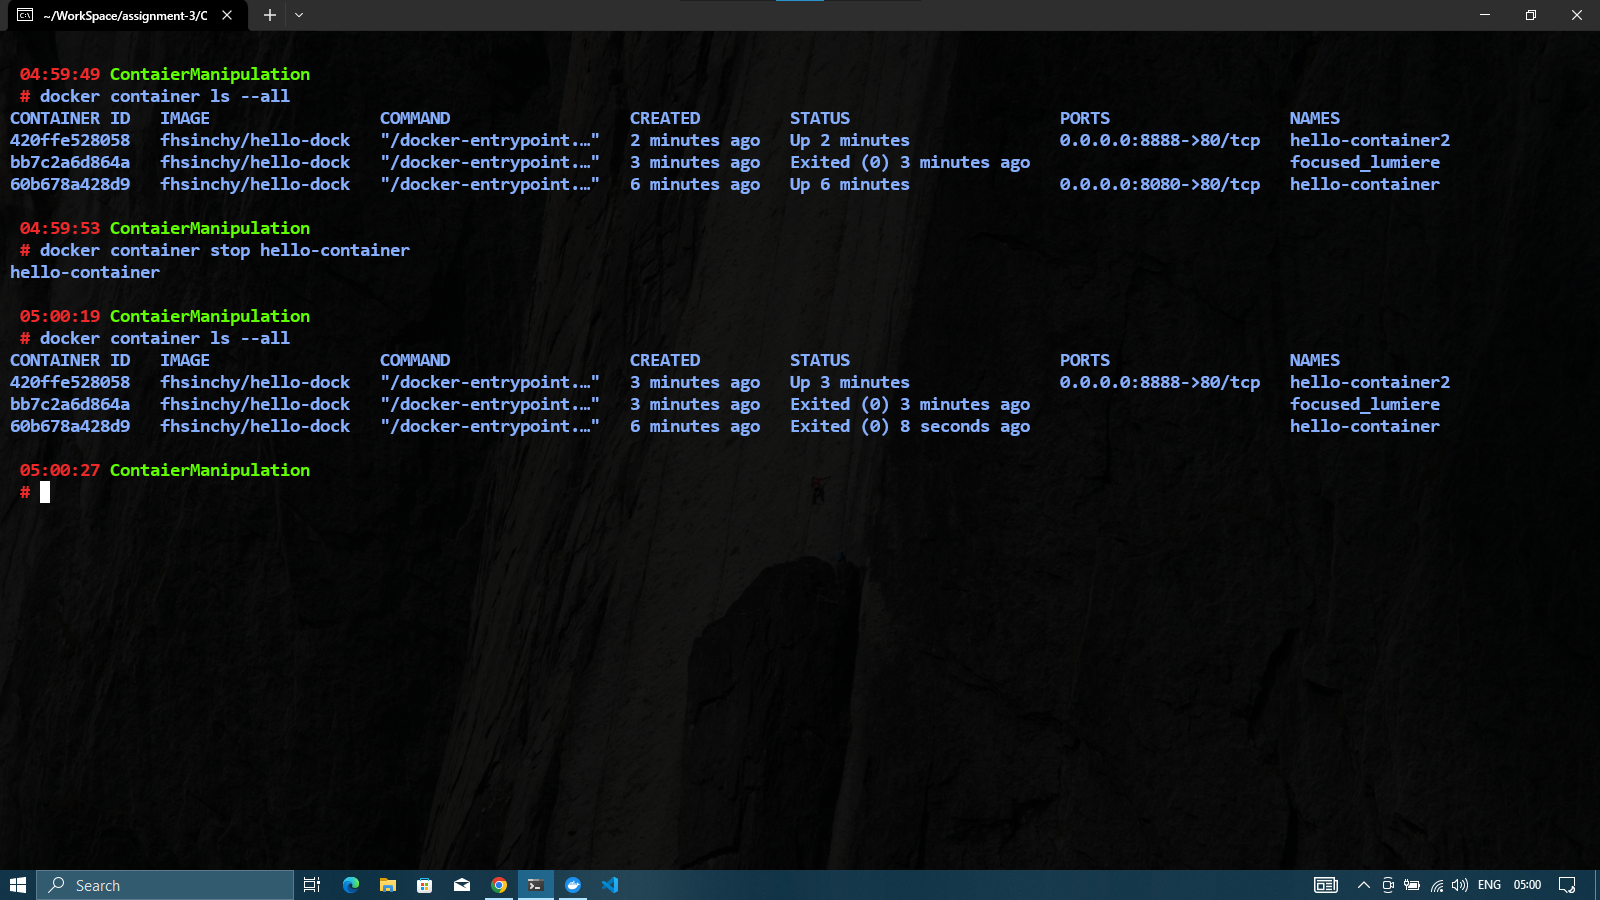 ~/WorkSpace/assignment-3/C
04:59:49 ContaierManipulation
# docker container ls --all
CONTAINER ID IMAGE COMMAND CREATED STATUS PORTS NAMES
420ffe528058 fhsinchy/hello-dock "/docker-entrypoint.…" 2 minutes ago Up 2 minutes 0.0.0.0:8888->80/tcp hello-container2
bb7c2a6d864a fhsinchy/hello-dock "/docker-entrypoint.…" 3 minutes ago Exited (0) 3 minutes ago focused_lumiere
60b678a428d9 fhsinchy/hello-dock "/docker-entrypoint.…" 6 minutes ago Up 6 minutes 0.0.0.0:8080->80/tcp hello-container
04:59:53 ContaierManipulation
# docker container stop hello-container
hello-container
05:00:19 ContaierManipulation
# docker container ls --all
CONTAINER ID IMAGE COMMAND CREATED STATUS PORTS NAMES
420ffe528058 fhsinchy/hello-dock "/docker-entrypoint.…" 3 minutes ago Up 3 minutes 0.0.0.0:8888->80/tcp hello-container2
bb7c2a6d864a fhsinchy/hello-dock "/docker-entrypoint.…" 3 minutes ago Exited (0) 3 minutes ago focused_lumiere
60b678a428d9 fhsinchy/hello-dock "/docker-entrypoint.…" 6 minutes ago Exited (0) 8 seconds ago hello-container
05:00:27 ContaierManipulation
#
Search ENG 05:00